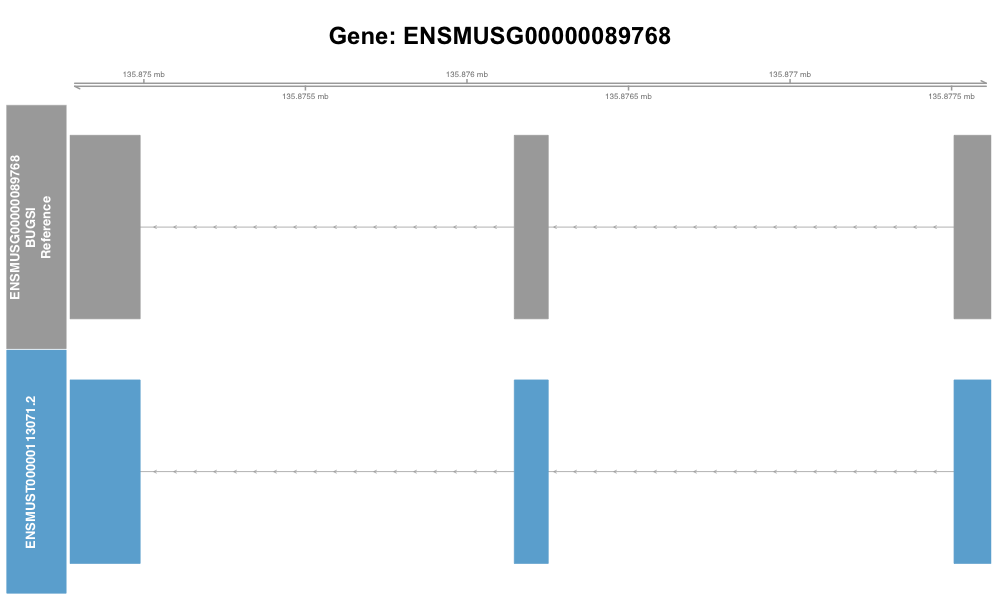 Gene: ENSMUSG00000089768
135.875 mb
135.876 mb
135.877 mb
135.8755 mb
135.8765 mb
135.8775 mb
ENSMUSG00000089768
BUGSI
Reference
ENSMUST00000113071.2